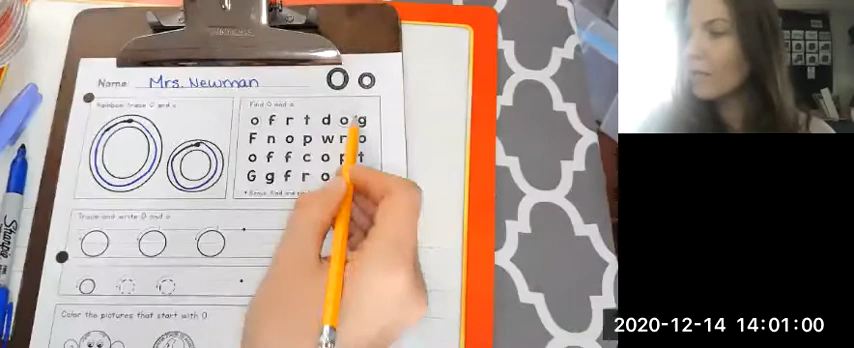 Name: Mrs. Newman O o
Rainbow trace O and o
Find O and o
o f r t d o g
F n o p w r o
o f f c o p t
G g f r o
Trace and write O and o
Color the pictures that start with O
Sharpie
2020-12-14 14:01:00